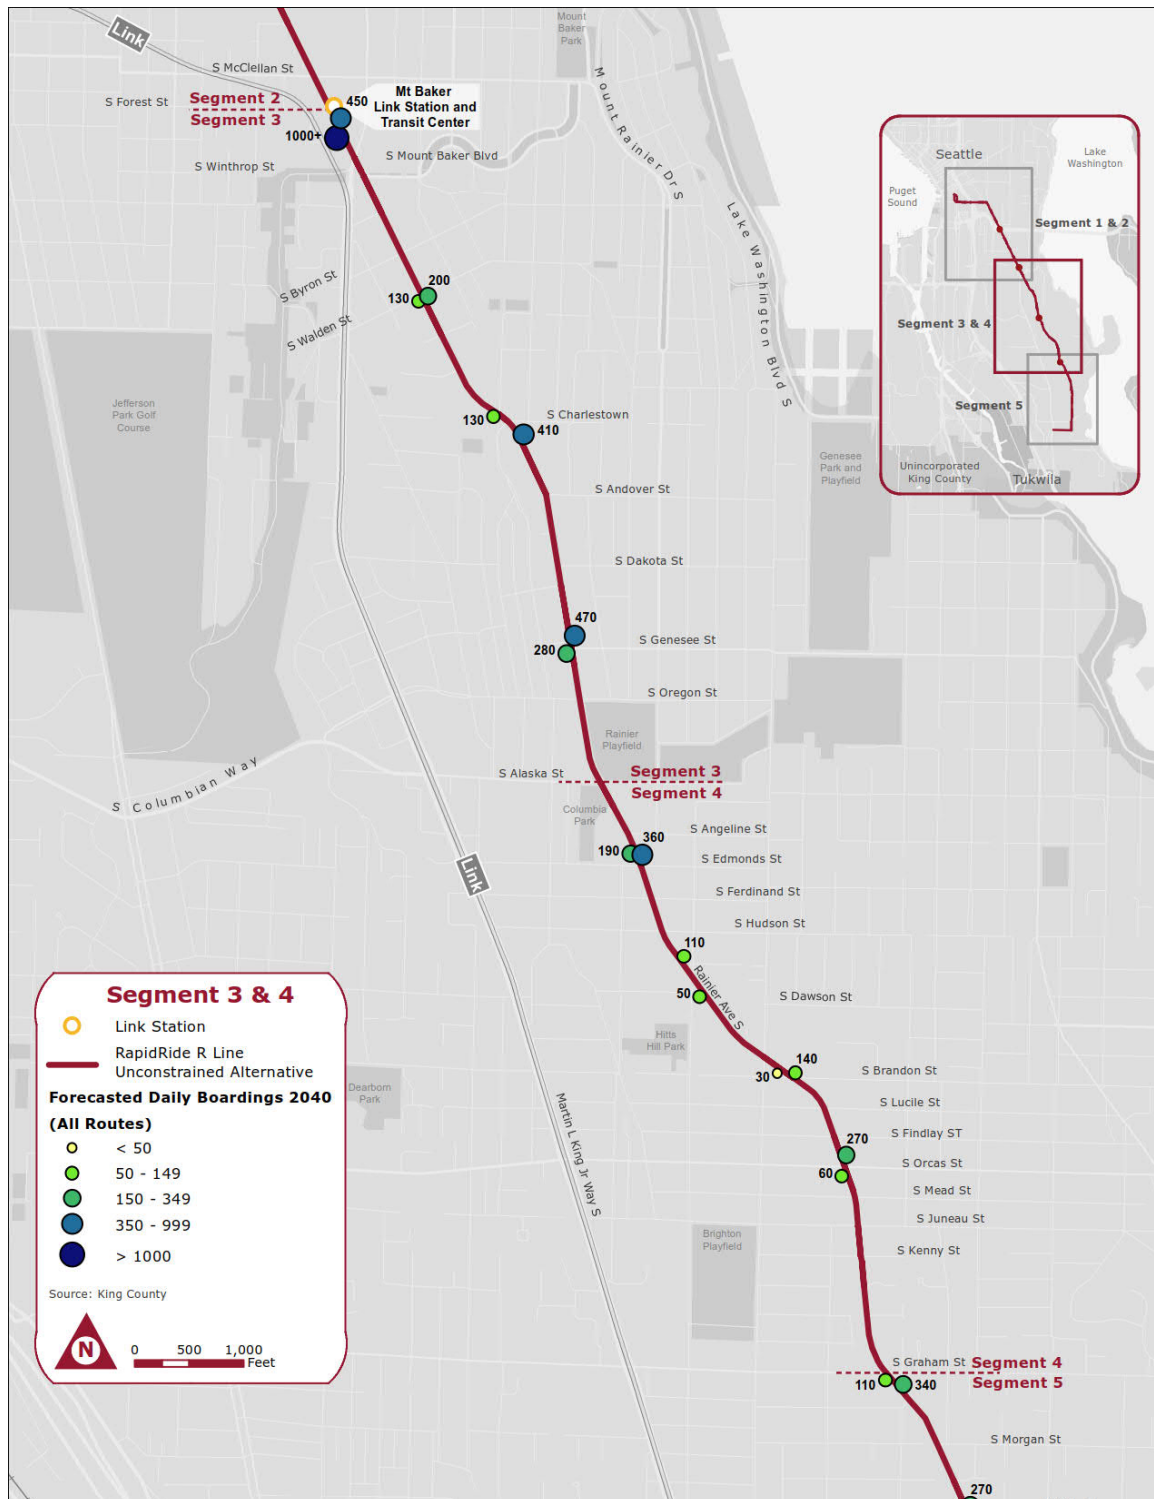 Mount
Baker
Park
Link
S McClellan St
S Forest St
Segment 2
Segment 3
450
1000+
Mt Baker
Link Station and
Transit Center
S Winthrop St
S Mount Baker Blvd
Mount Rainier Dr S
Lake Washington Blvd S
Seattle
Lake
Washington
Puget
Sound
Segment 1 & 2
Segment 3 & 4
Segment 5
Unincorporated
King County
Tukwila
S Byron St
S Walden St
200
130
Jefferson
Park Golf
Course
130
S Charlestown
410
Genesee
Park and
Playfield
S Andover St
S Dakota St
470
280
S Genesee St
S Oregon St
Rainier
Playfield
S Columbian Way
S Alaska St
Segment 3
Segment 4
Columbia
Park
S Angeline St
190
360
S Edmonds St
Link
S Ferdinand St
S Hudson St
110
Rainier Ave S
50
S Dawson St
Hitts
Hill Park
140
30
S Brandon St
Dearborn
Park
S Lucile St
Martin L King Jr Way S
S Findlay ST
270
S Orcas St
60
S Mead St
S Juneau St
Brighton
Playfield
S Kenny St
S Graham St
Segment 4
Segment 5
110
340
S Morgan St
270
Segment 3 & 4
Link Station
RapidRide R Line
Unconstrained Alternative
Forecasted Daily Boardings 2040
(All Routes)
< 50
50 - 149
150 - 349
350 - 999
> 1000
Source: King County
N
0 500 1,000
Feet